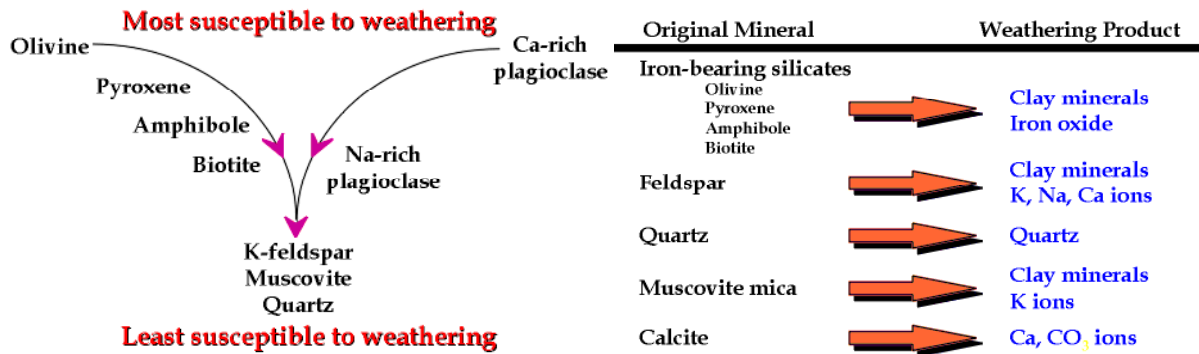 Most susceptible to weathering
Olivine
Ca-rich
plagioclase
Pyroxene
Amphibole
Biotite
Na-rich
plagioclase
K-feldspar
Muscovite
Quartz
Least susceptible to weathering
Original Mineral Weathering Product
Iron-bearing silicates
Olivine
Pyroxene
Amphibole
Biotite
Clay minerals
Iron oxide
Feldspar
Clay minerals
K, Na, Ca ions
Quartz
Quartz
Muscovite mica
Clay minerals
K ions
Calcite
Ca, CO3 ions